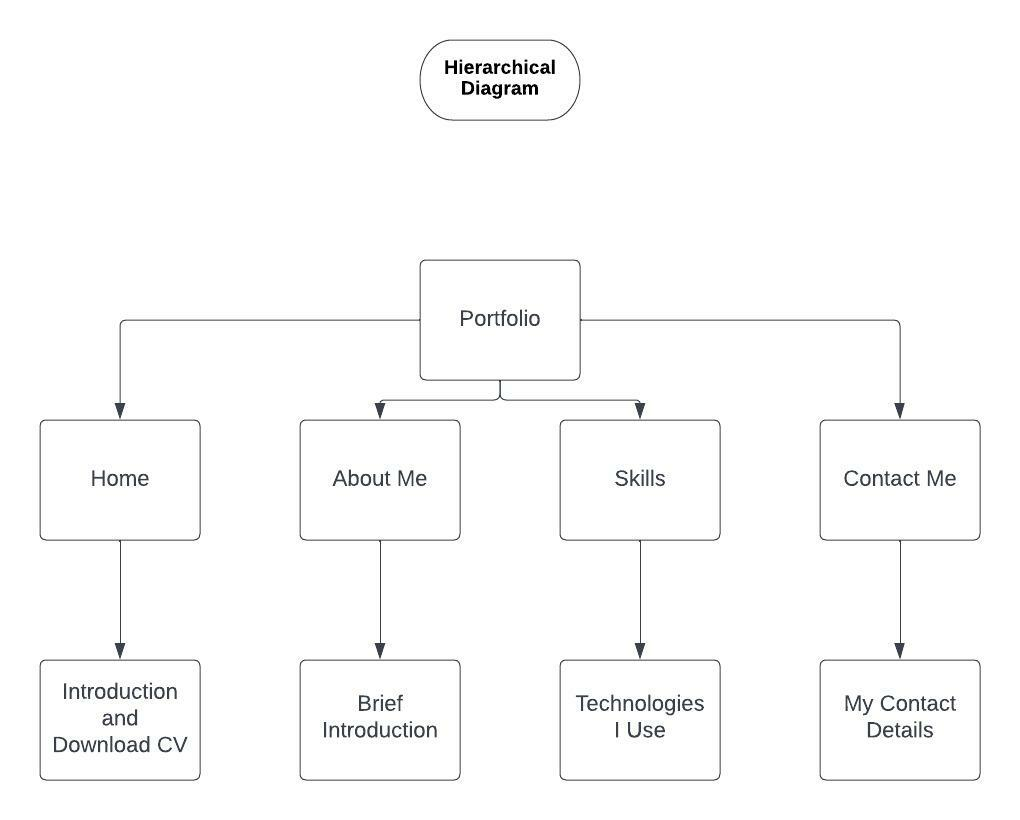 Hierarchical
Diagram
Portfolio
Home
About Me
Skills
Contact Me
Introduction
and
Download CV
Brief
Introduction
Technologies
I Use
My Contact
Details